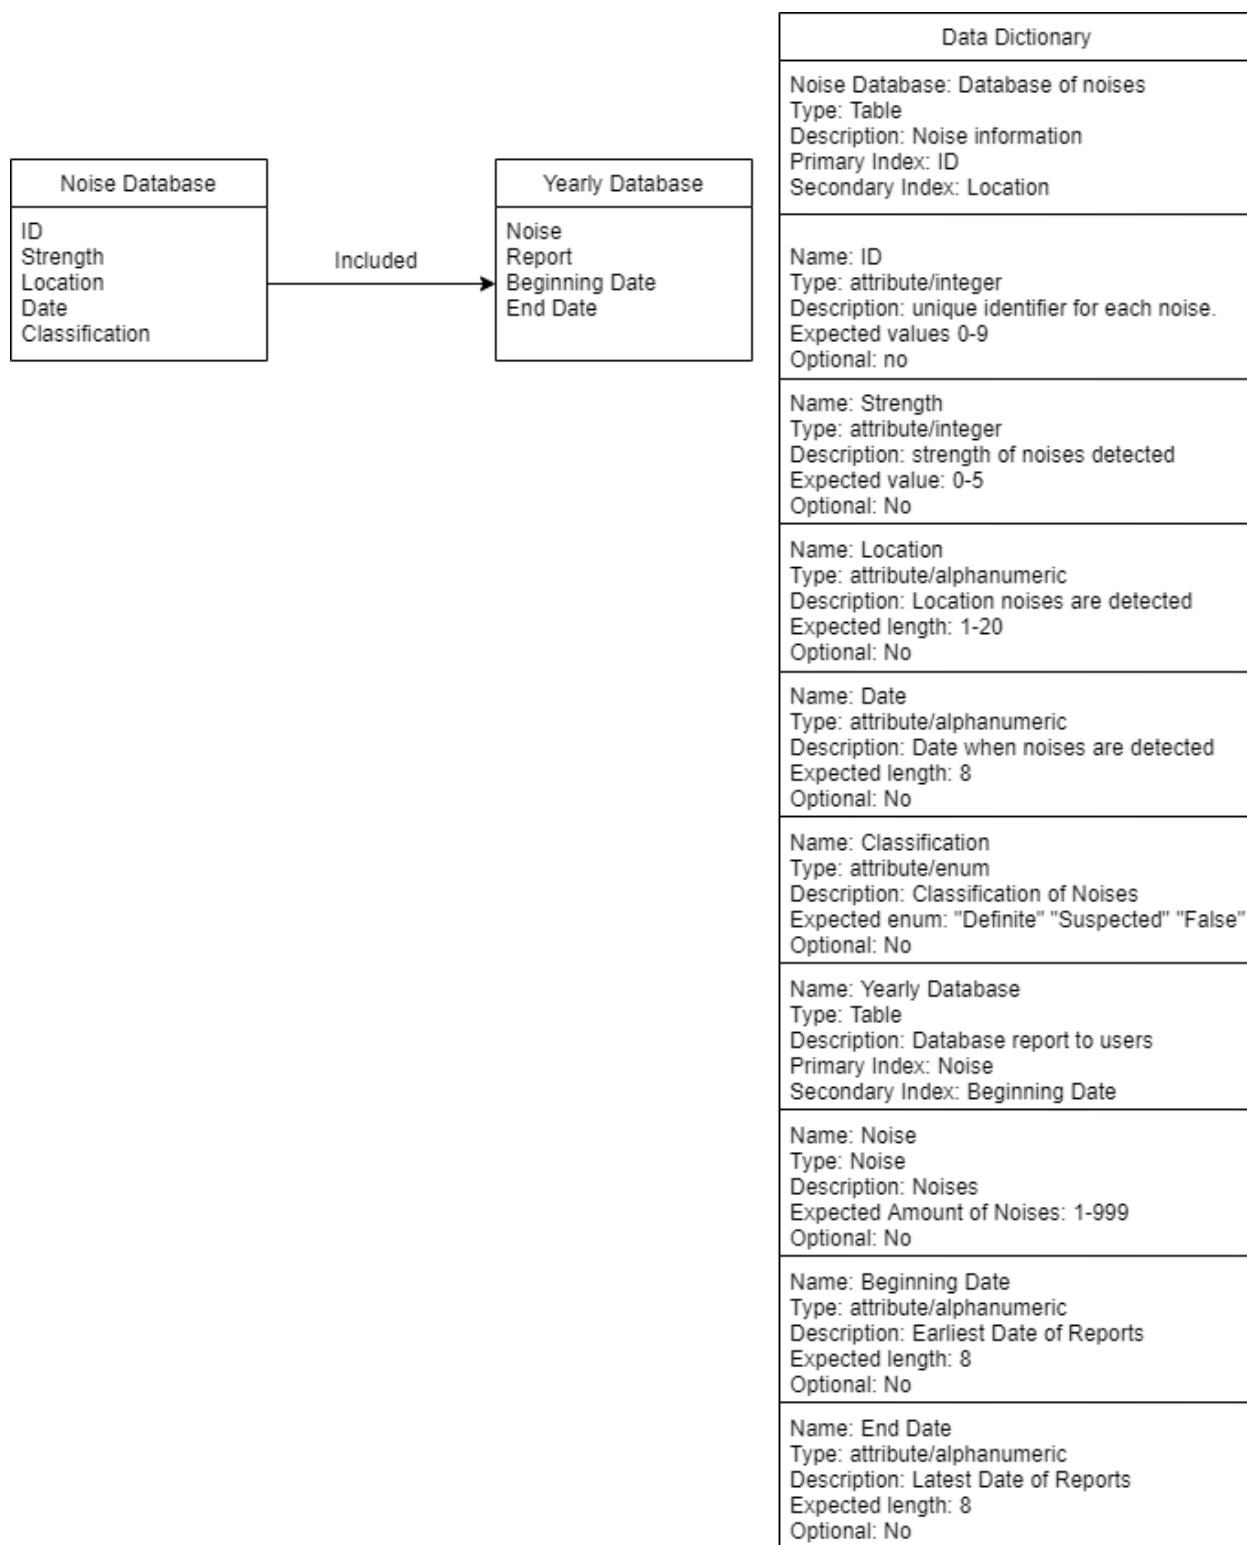 Noise Database
ID
Strength
Location
Date
Classification
Included
Yearly Database
Noise
Report
Beginning Date
End Date
Data Dictionary
Noise Database: Database of noises
Type: Table
Description: Noise information
Primary Index: ID
Secondary Index: Location
Name: ID
Type: attribute/integer
Description: unique identifier for each noise.
Expected values 0-9
Optional: no
Name: Strength
Type: attribute/integer
Description: strength of noises detected
Expected value: 0-5
Optional: No
Name: Location
Type: attribute/alphanumeric
Description: Location noises are detected
Expected length: 1-20
Optional: No
Name: Date
Type: attribute/alphanumeric
Description: Date when noises are detected
Expected length: 8
Optional: No
Name: Classification
Type: attribute/enum
Description: Classification of Noises
Expected enum: "Definite" "Suspected" "False"
Optional: No
Name: Yearly Database
Type: Table
Description: Database report to users
Primary Index: Noise
Secondary Index: Beginning Date
Name: Noise
Type: Noise
Description: Noises
Expected Amount of Noises: 1-999
Optional: No
Name: Beginning Date
Type: attribute/alphanumeric
Description: Earliest Date of Reports
Expected length: 8
Optional: No
Name: End Date
Type: attribute/alphanumeric
Description: Latest Date of Reports
Expected length: 8
Optional: No